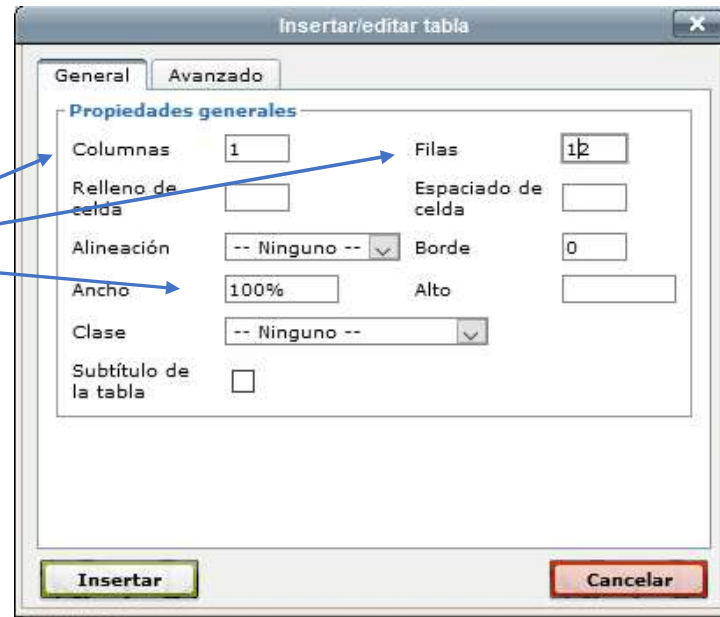 Insertar/editar tabla
General Avanzado
Propiedades generales
Columnas 1 Filas 12
Relleno de celda Espaciado de celda
Alineación -- Ninguno -- Borde 0
Ancho 100% Alto
Clase -- Ninguno --
Subtítulo de la tabla
Insertar Cancelar